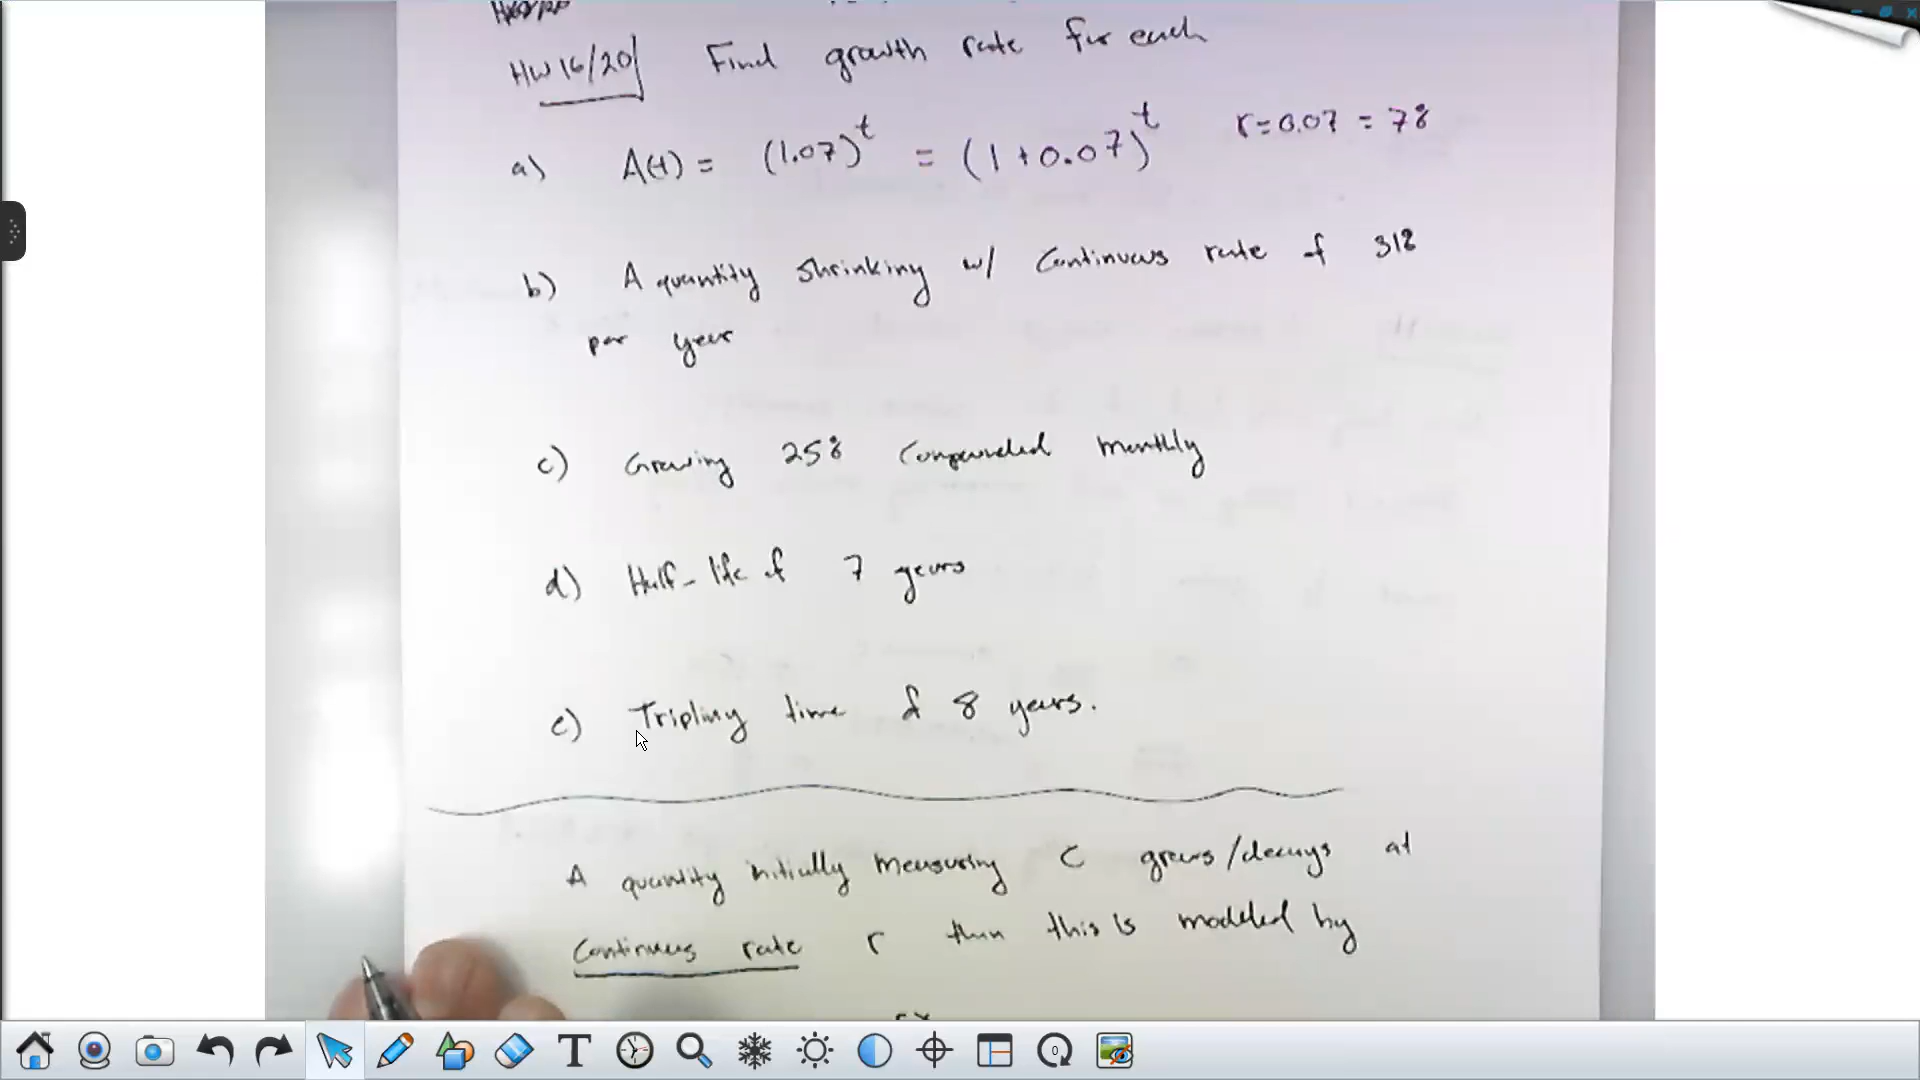 HW 16/20 Find growth rate for each
a) A(t) = (1.07)^t = (1+0.07)^t r=0.07 = 7%
b) A quantity shrinking w/ continuous rate of 31%
per year
c) Growing 25% compounded monthly
d) Half-life of 7 years
e) Tripling time of 8 years.
A quantity initially measuring C grows/decays at
continuous rate r then this is modeled by
T
0